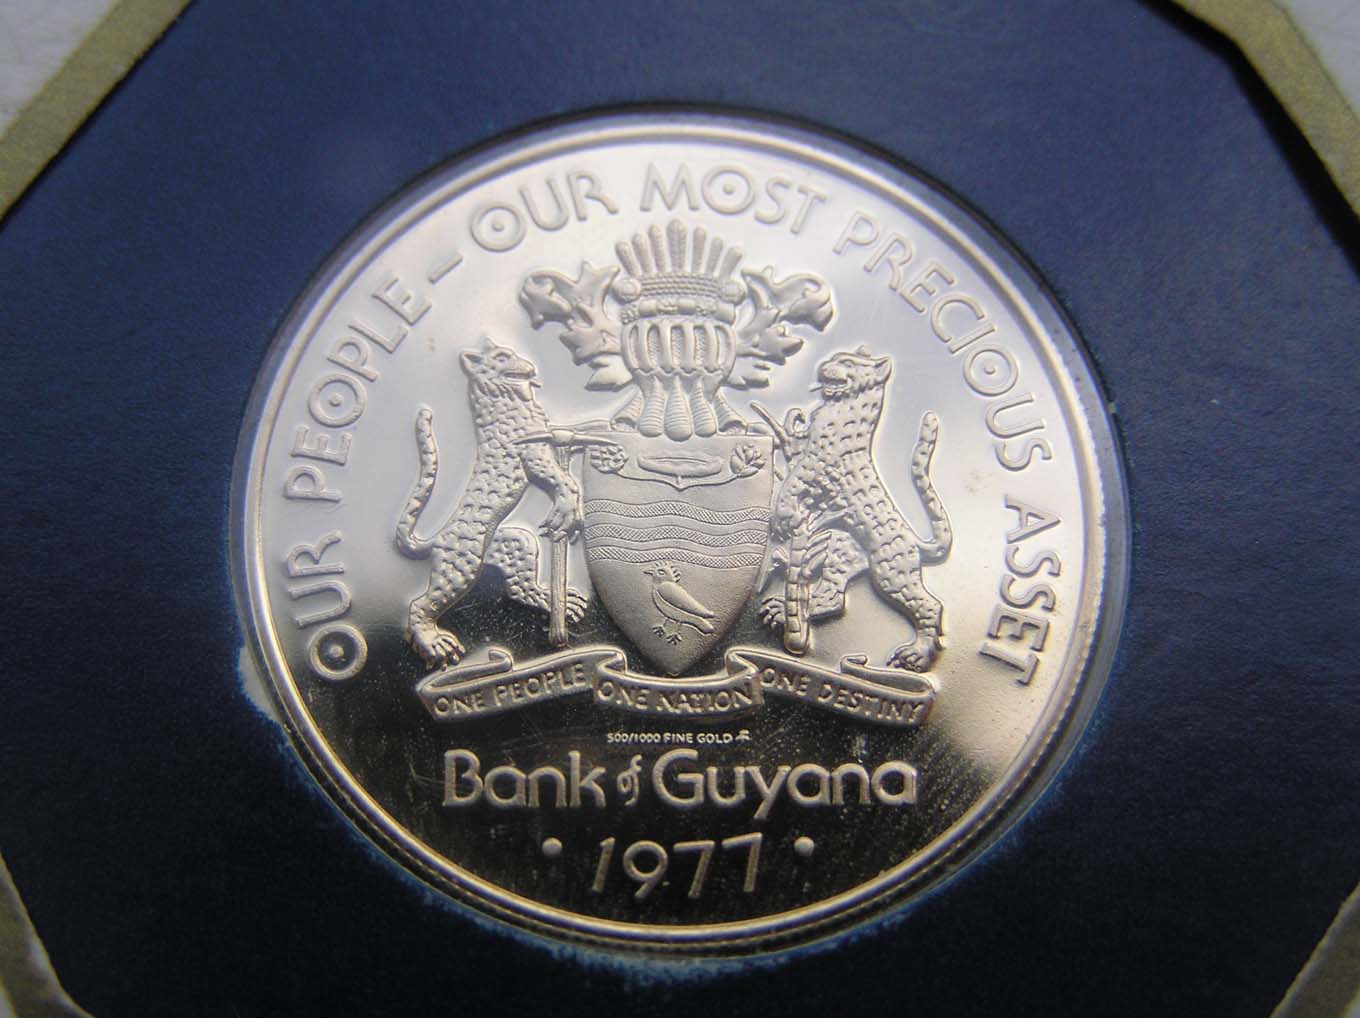 OUR PEOPLE - OUR MOST PRECIOUS ASSET
ONE PEOPLE ONE NATION ONE DESTINY
500/1000 FINE GOLD
Bank of Guyana
• 1977 •